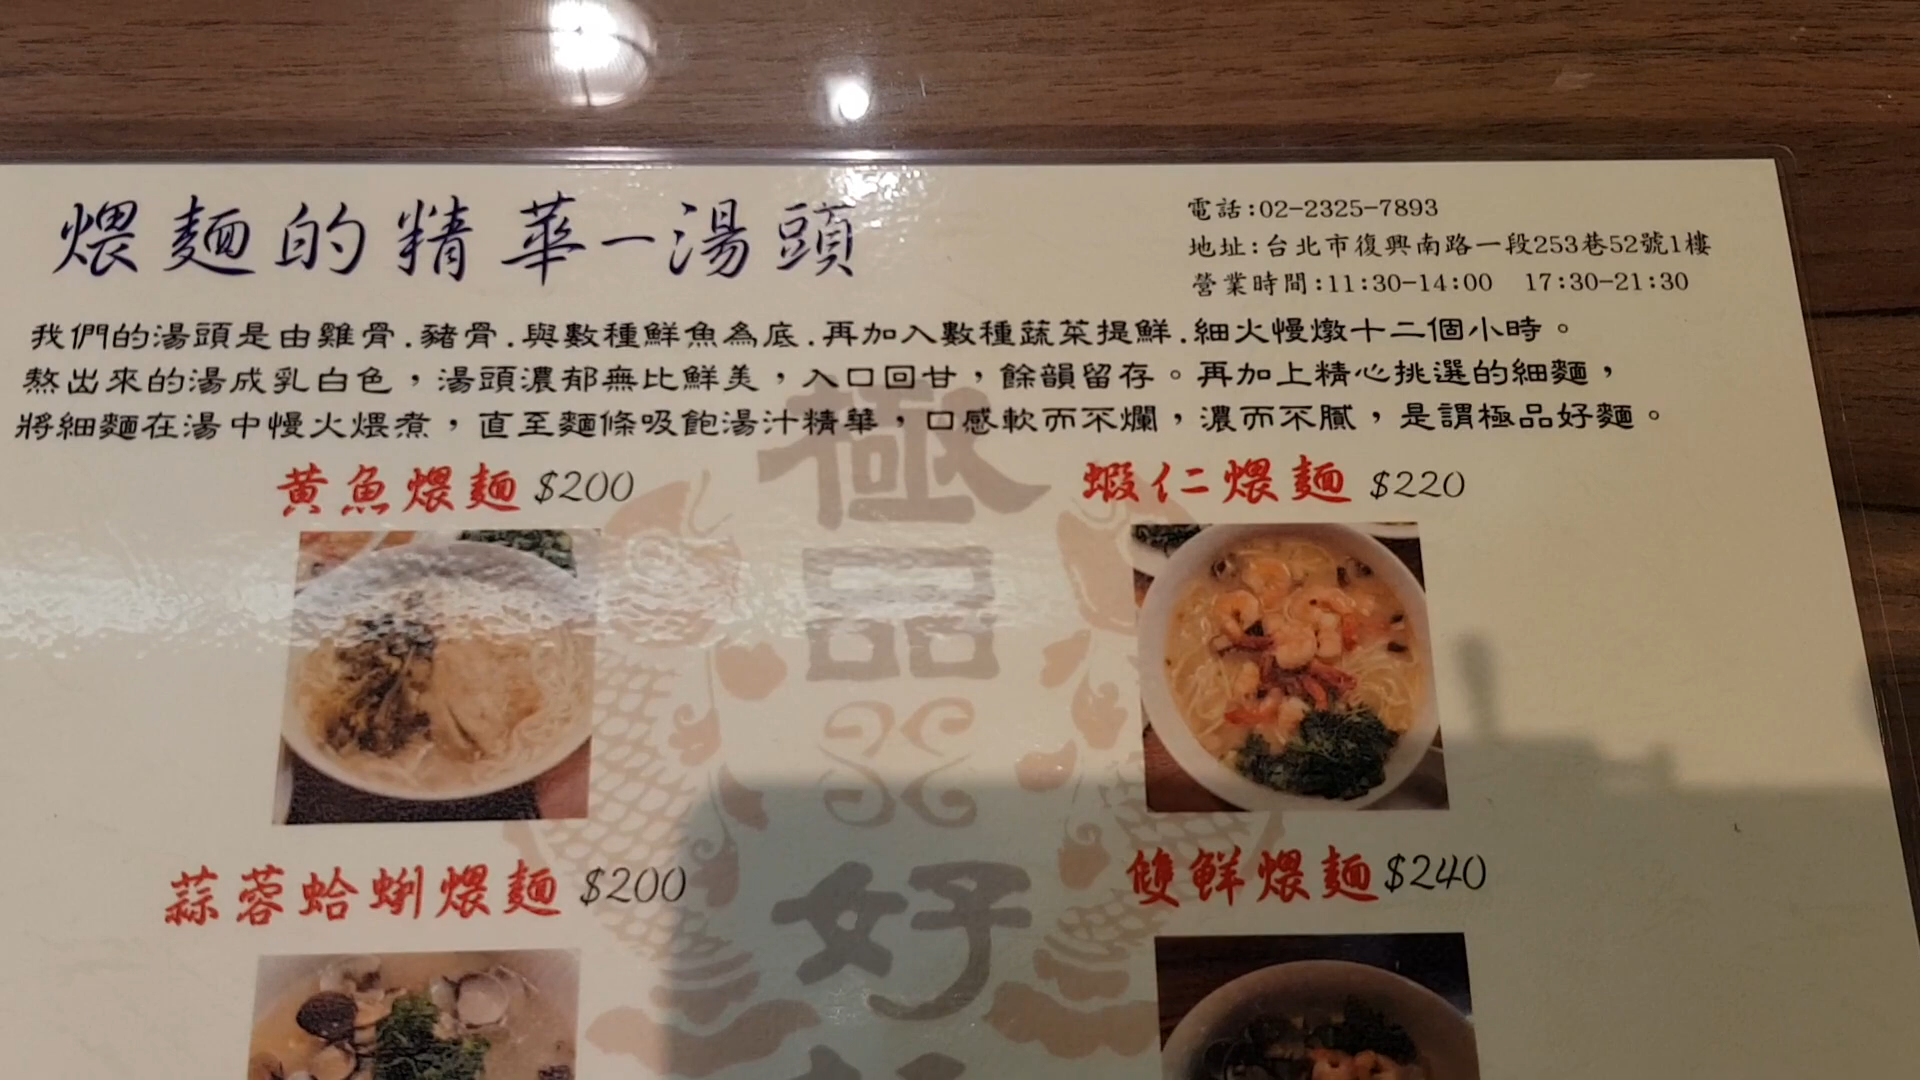 煨麵的精華-湯頭
電話:02-2325-7893
地址:台北市復興南路一段253巷52號1樓
營業時間:11:30-14:00 17:30-21:30
我們的湯頭是由雞骨.豬骨.與數種鮮魚為底.再加入數種蔬菜提鮮.細火慢燉十二個小時。
熬出來的湯成乳白色,湯頭濃郁無比鮮美,入口回甘,餘韻留存。再加上精心挑選的細麵,
將細麵在湯中慢火煨煮,直至麵條吸飽湯汁精華,口感軟而不爛,濃而不膩,是謂極品好麵。
黃魚煨麵 $200
蝦仁煨麵 $220
蒜蓉蛤蜊煨麵 $200
雙鮮煨麵 $240
極品
好